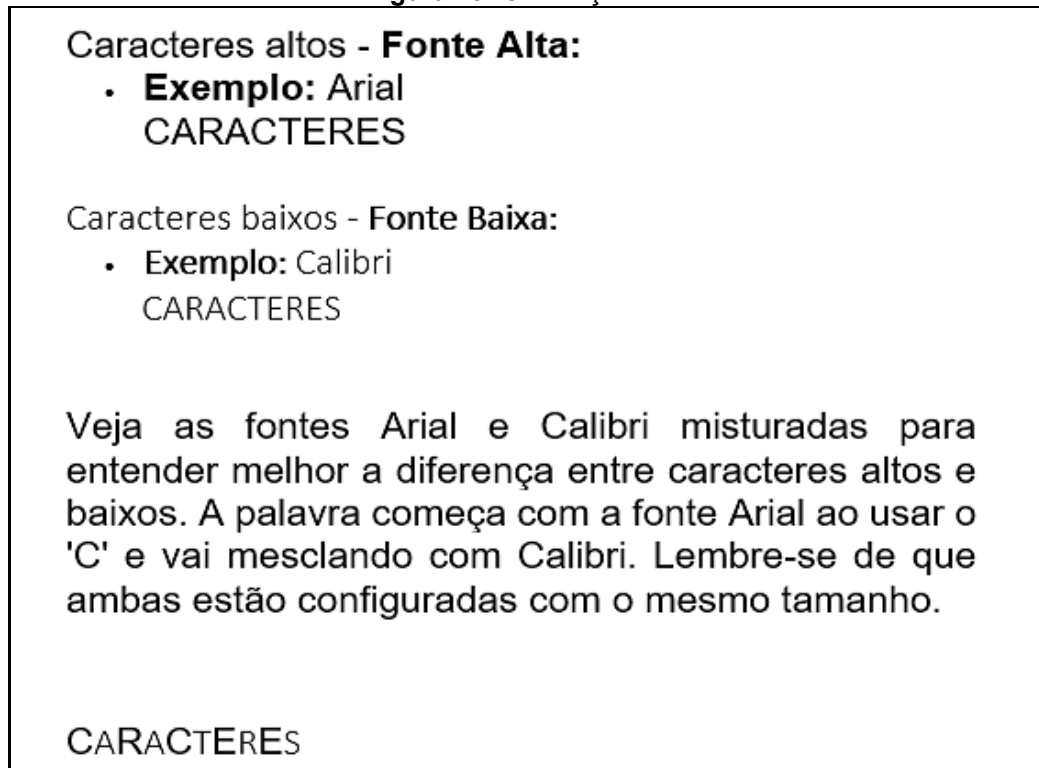 Caracteres altos - Fonte Alta:
• Exemplo: Arial
CARACTERES
Caracteres baixos - Fonte Baixa:
• Exemplo: Calibri
CARACTERES
Veja as fontes Arial e Calibri misturadas para
entender melhor a diferença entre caracteres altos e
baixos. A palavra começa com a fonte Arial ao usar o
'C' e vai mesclando com Calibri. Lembre-se de que
ambas estão configuradas com o mesmo tamanho.
CARACTERES